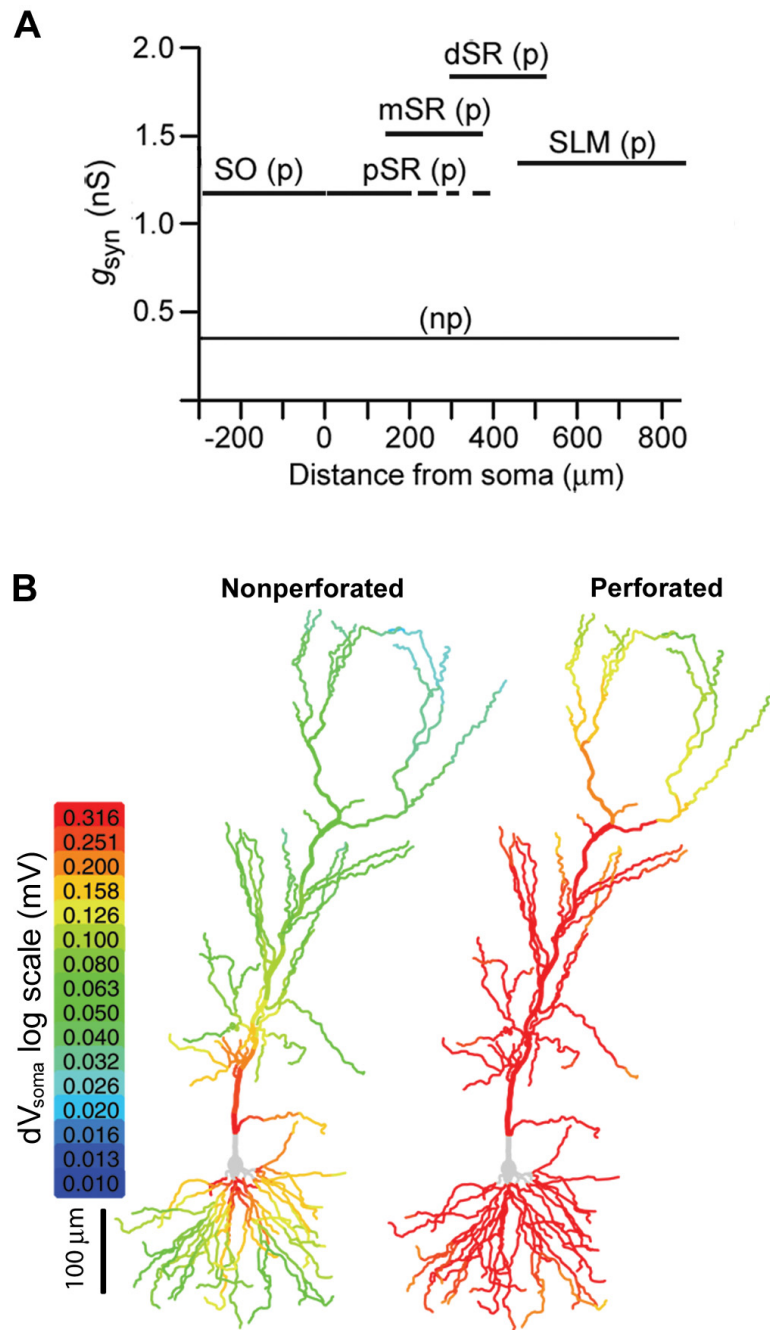 A
2.0
1.5
1.0
0.5
gsyn (nS)
dSR (p)
mSR (p)
SLM (p)
SO (p)
pSR (p)
(np)
-200
0
200
400
600
800
Distance from soma (μm)
B
Nonperforated
Perforated
dVsoma log scale (mV)
0.316
0.251
0.200
0.158
0.126
0.100
0.080
0.063
0.050
0.040
0.032
0.026
0.020
0.016
0.013
0.010
100 μm